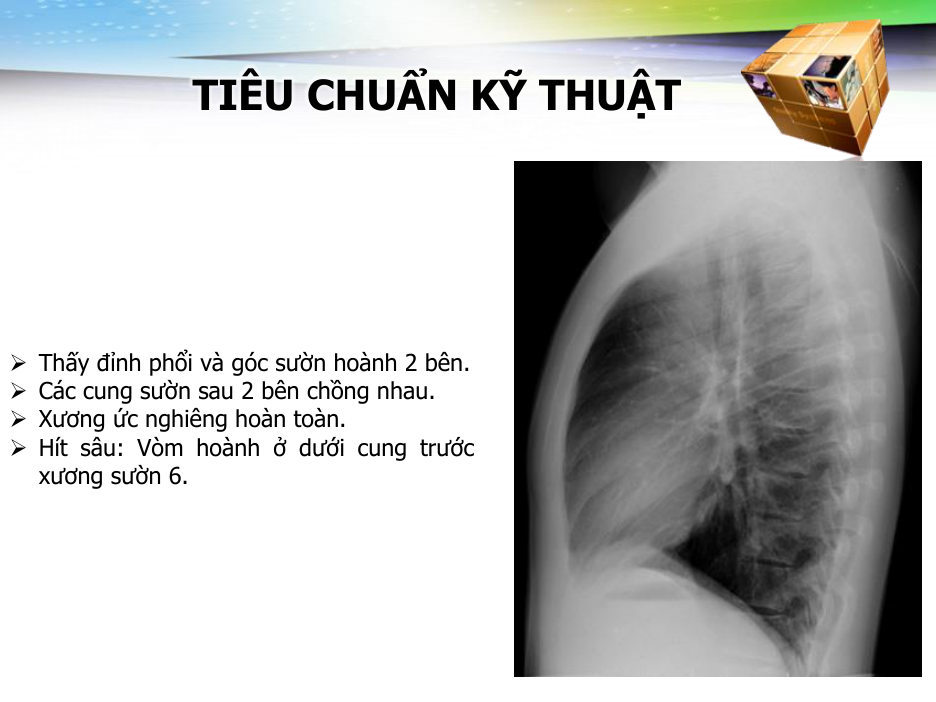 TIÊU CHUẨN KỸ THUẬT
➢ Thấy đỉnh phổi và góc sườn hoành 2 bên.
➢ Các cung sườn sau 2 bên chồng nhau.
➢ Xương ức nghiêng hoàn toàn.
➢ Hít sâu: Vòm hoành ở dưới cung trước
xương sườn 6.